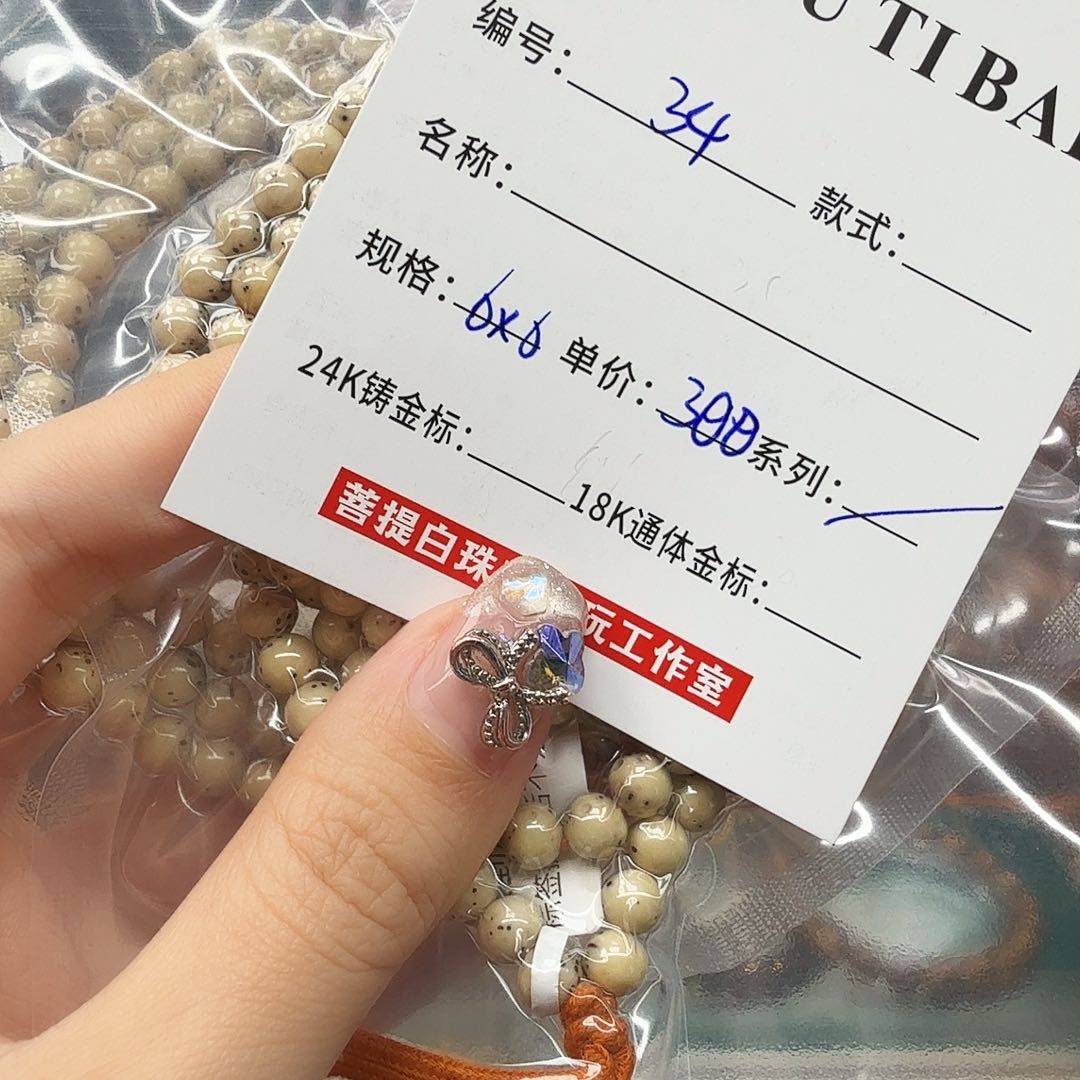 U TI BA
编号：34 款式：
名称：
规格：6x6 单价：300 系列：
24K铸金标： 18K通体金标：
菩提白珠 玩工作室